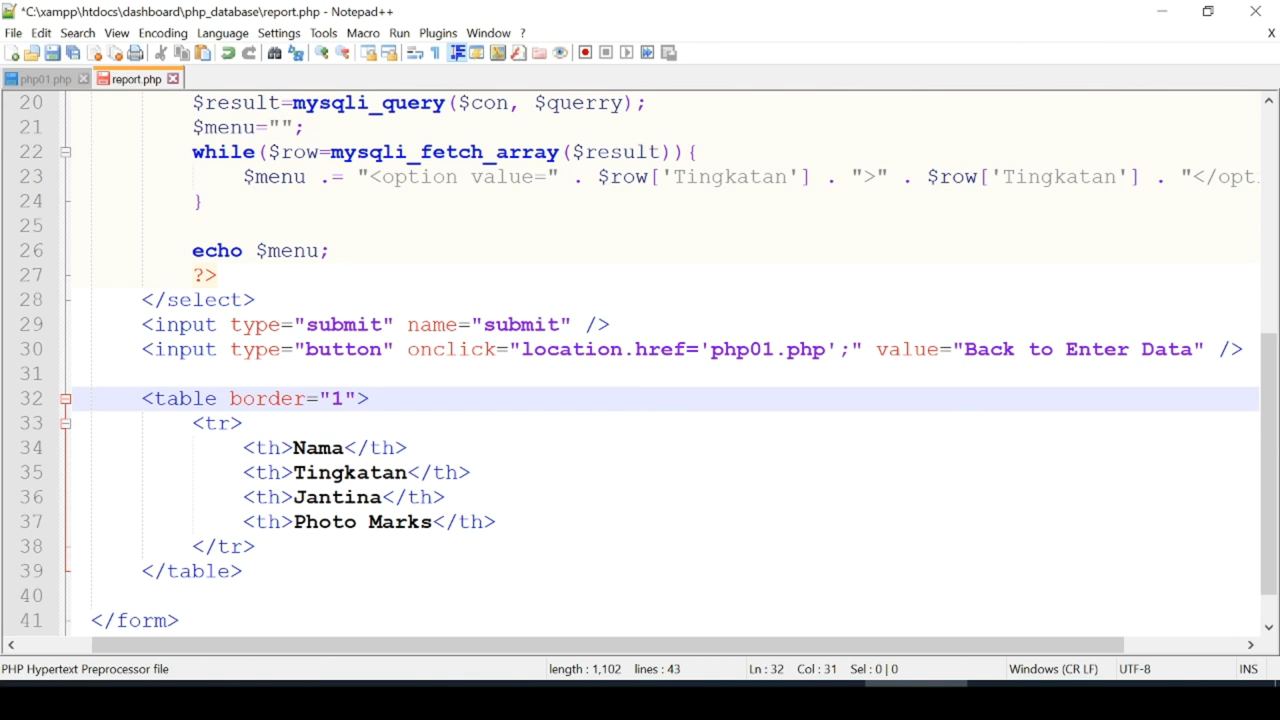 *C:\xampp\htdocs\dashboard\php_database\report.php - Notepad++
File Edit Search View Encoding Language Settings Tools Macro Run Plugins Window ? X
php01.php report.php
20 $result=mysqli_query($con, $querry);
21 $menu="";
22 while($row=mysqli_fetch_array($result)){
23 $menu .= "<option value=" . $row['Tingkatan'] . ">" . $row['Tingkatan'] . "</opt
24 }
25
26 echo $menu;
27 ?>
28 </select>
29 <input type="submit" name="submit" />
30 <input type="button" onclick="location.href='php01.php';" value="Back to Enter Data" />
31
32 <table border="1">
33 <tr>
34 <th>Nama</th>
35 <th>Tingkatan</th>
36 <th>Jantina</th>
37 <th>Photo Marks</th>
38 </tr>
39 </table>
40
41 </form>
PHP Hypertext Preprocessor file length : 1,102 lines : 43 Ln : 32 Col : 31 Sel : 0 | 0 Windows (CR LF) UTF-8 INS